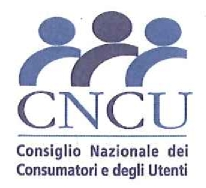 CNCU
Consiglio Nazionale dei
Consumatori e degli Utenti